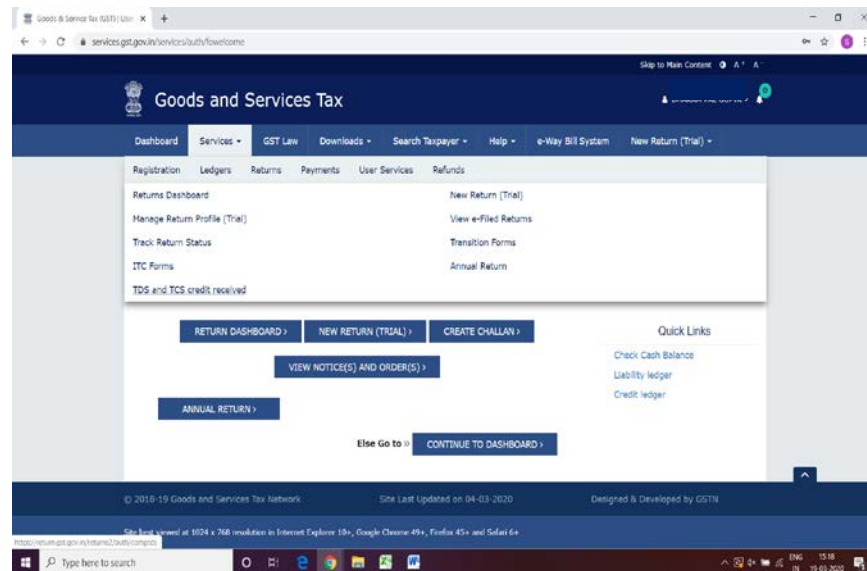 Goods & Service Tax (GST) | User
services.gst.gov.in/services/auth/fowelcome
Skip to Main Content A+ A-
Goods and Services Tax
0
Dashboard Services GST Law Downloads Search Taxpayer Help e-Way Bill System New Return (Trial)
Registration Ledgers Returns Payments User Services Refunds
Returns Dashboard New Return (Trial)
Manage Return Profile (Trial) View e-Filed Returns
Track Return Status Transition Forms
ITC Forms Annual Return
TDS and TCS credit received
RETURN DASHBOARD > NEW RETURN (TRIAL) > CREATE CHALLAN > Quick Links
Check Cash Balance
VIEW NOTICE(S) AND ORDER(S) >
Liability ledger
Credit ledger
ANNUAL RETURN >
Else Go to » CONTINUE TO DASHBOARD >
© 2018-19 Goods and Services Tax Network Site Last Updated on 04-03-2020 Designed & Developed by GSTN
Site best viewed at 1024 x 768 resolution in Internet Explorer 10+, Google Chrome 49+, Firefox 45+ and Safari 6+
Type here to search ENG 15:18
IN 19-03-2020